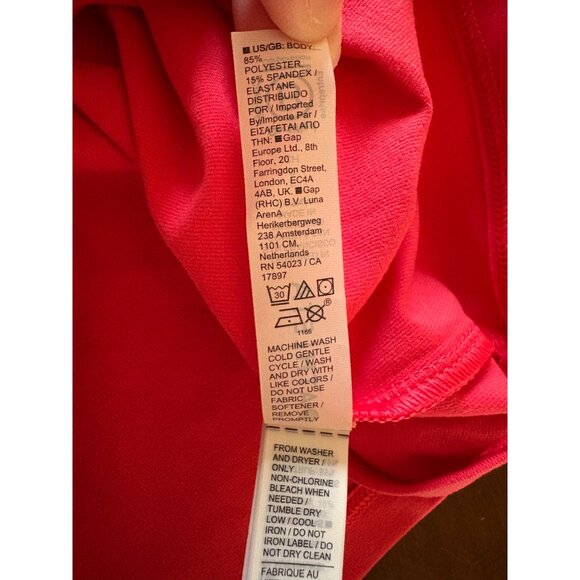 US/GB: BODY:
85%
POLYESTER,
15% SPANDEX /
ELASTANE
DISTRIBUIDO
POR / Imported
By/Importe Par /
ΕΙΣΑΓΕΤΑΙ ΑΠΟ
ΤΗΝ: Gap
Europe Ltd., 8th
Floor, 20
Farringdon Street,
London, EC4A
4AB, UK. Gap
(RHC) B.V. Luna
ArenA
Herikerbergweg
238 Amsterdam
1101 CM,
Netherlands
RN 54023 / CA
17897
30
1166
MACHINE WASH
COLD GENTLE
CYCLE / WASH
AND DRY WITH
LIKE COLORS /
DO NOT USE
FABRIC
SOFTENER /
REMOVE
PROMPTLY
FROM WASHER
AND DRYER /
ONLY
NON-CHLORINE
BLEACH WHEN
NEEDED /
TUMBLE DRY
LOW / COOL
IRON / DO NOT
IRON LABEL / DO
NOT DRY CLEAN
FABRIQUÉ AU